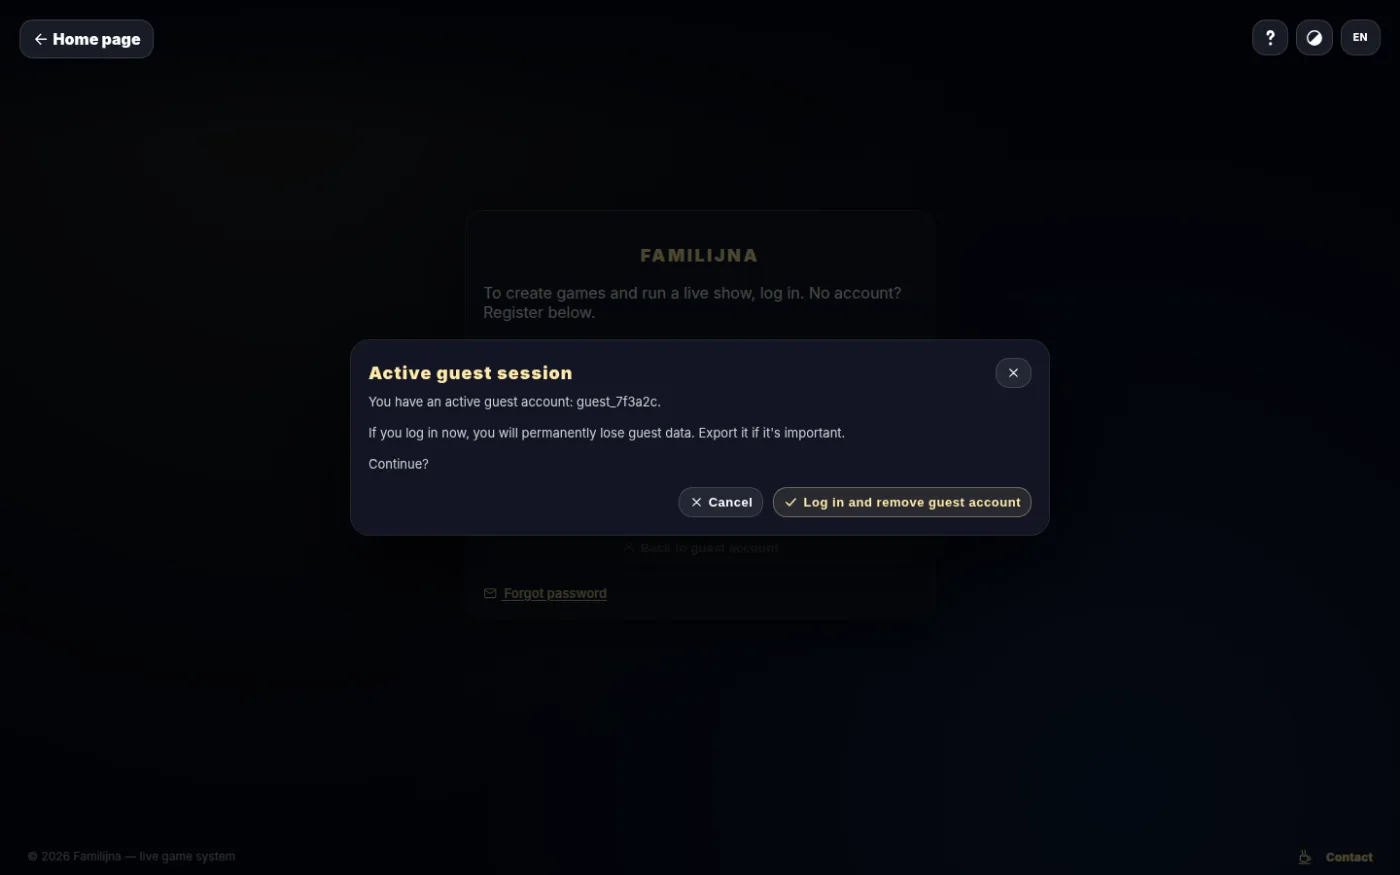 Home page
?
EN
FAMILIJNA
To create games and run a live show, log in. No account?
Register below.
Active guest session
You have an active guest account: guest_7f3a2c.
If you log in now, you will permanently lose guest data. Export it if it's important.
Continue?
Cancel
Log in and remove guest account
Back to guest account
Forgot password
© 2026 Familijna — live game system
Contact